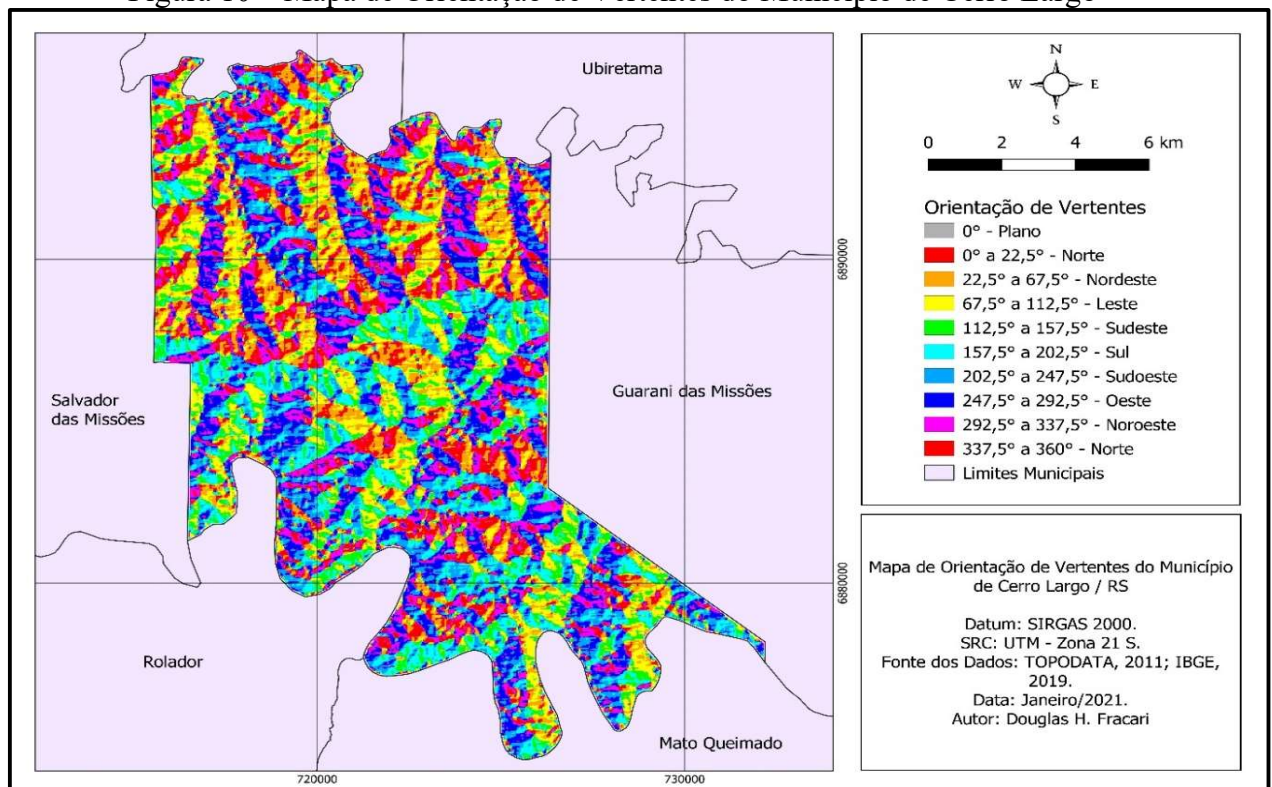 Figura 10 - Mapa de Orientação de Vertentes do Município de Cerro Largo
Ubiretama
Salvador
das Missões
Guarani das Missões
Rolador
Mato Queimado
6890000
6880000
720000
730000
N
W
E
S
0 2 4 6 km
Orientação de Vertentes
0° - Plano
0° a 22,5° - Norte
22,5° a 67,5° - Nordeste
67,5° a 112,5° - Leste
112,5° a 157,5° - Sudeste
157,5° a 202,5° - Sul
202,5° a 247,5° - Sudoeste
247,5° a 292,5° - Oeste
292,5° a 337,5° - Noroeste
337,5° a 360° - Norte
Limites Municipais
Mapa de Orientação de Vertentes do Município
de Cerro Largo / RS
Datum: SIRGAS 2000.
SRC: UTM - Zona 21 S.
Fonte dos Dados: TOPODATA, 2011; IBGE,
2019.
Data: Janeiro/2021.
Autor: Douglas H. Fracari